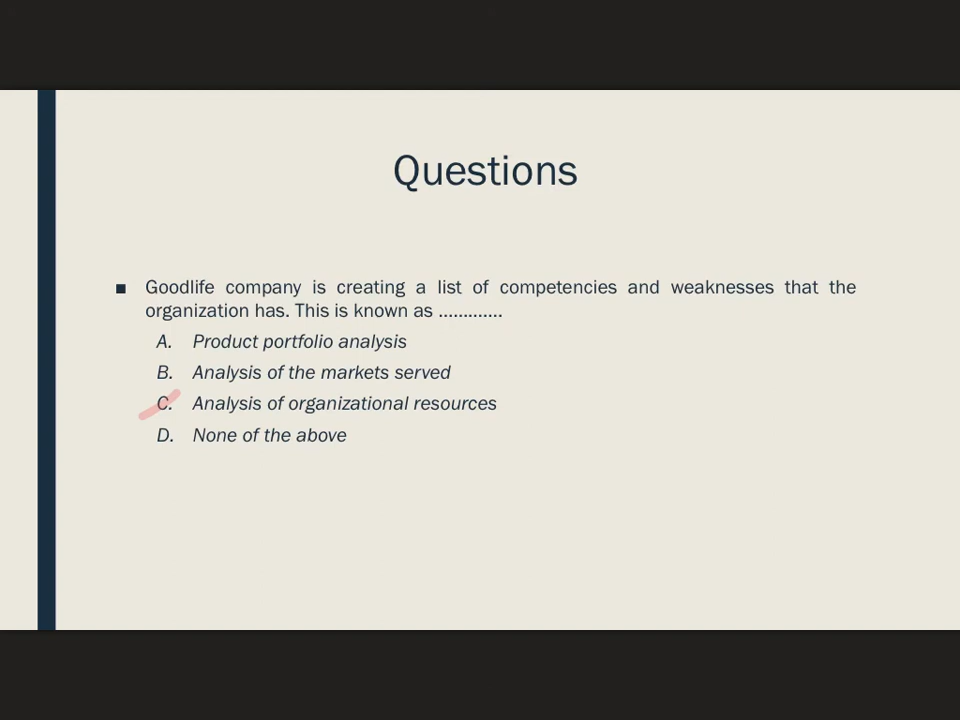 Questions
■ Goodlife company is creating a list of competencies and weaknesses that the
organization has. This is known as .............
A. Product portfolio analysis
B. Analysis of the markets served
C. Analysis of organizational resources
D. None of the above